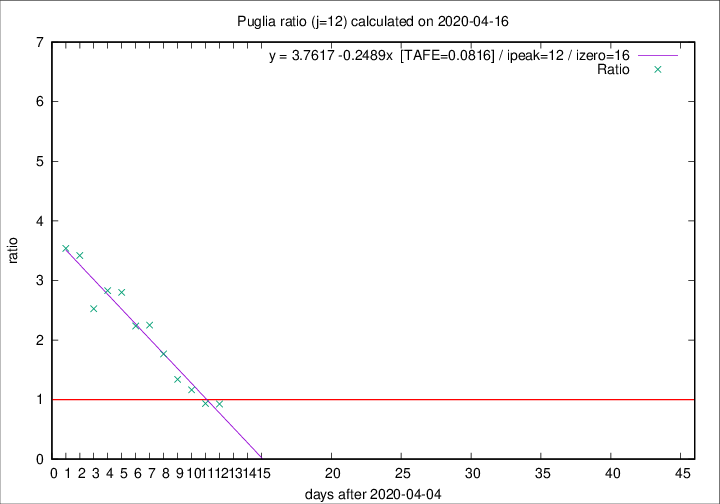 Puglia ratio (j=12) calculated on 2020-04-16
y = 3.7617 -0.2489x [TAFE=0.0816] / ipeak=12 / izero=16
Ratio
7
6
5
4
3
2
1
0
ratio
0 1 2 3 4 5 6 7 8 9 10 11 12 13 14 15 20 25 30 35 40 45
days after 2020-04-04